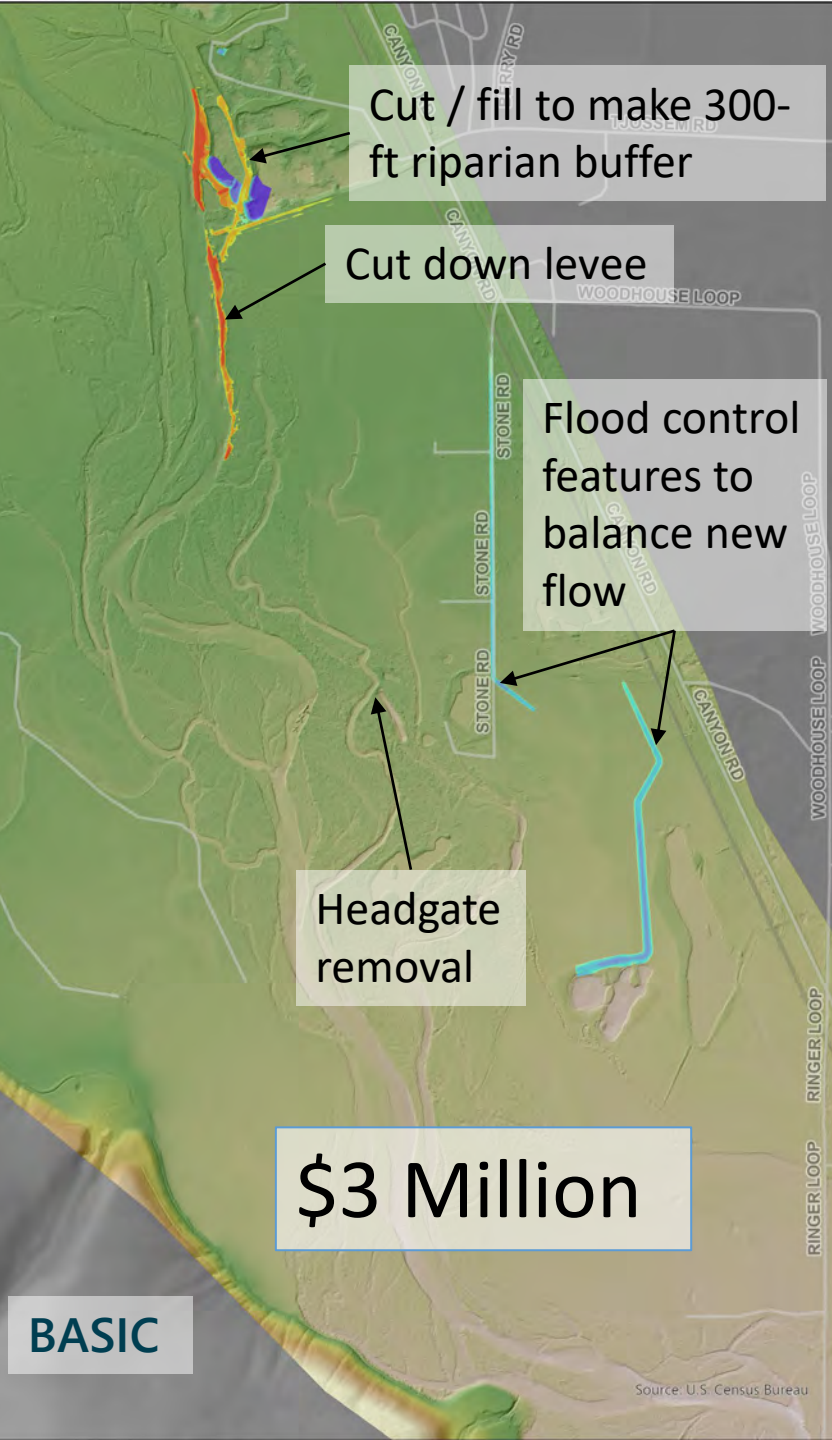 CANYON RD
Cut / fill to make 300-
ft riparian buffer
TJOSSEM RD
CANYON RD
Cut down levee
WOODHOUSE LOOP
STONE RD
Flood control
features to
balance new
flow
CANYON RD
WOODHOUSE LOOP
STONE RD
STONE RD
WOODHOUSE LOOP
CANYON RD
Headgate
removal
RINGER LOOP
$3 Million
RINGER LOOP
BASIC
Source: U.S. Census Bureau